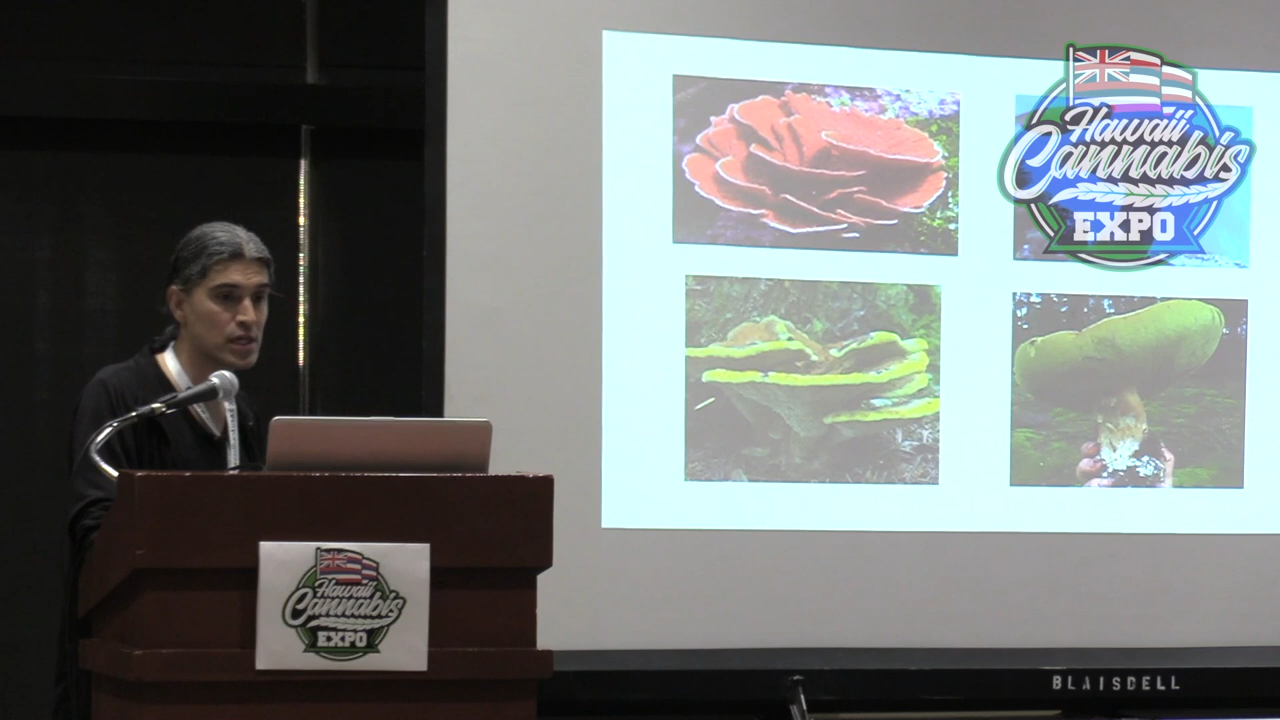 Hawaii
Cannabis
EXPO
Hawaii
Cannabis
EXPO
BLAISDELL